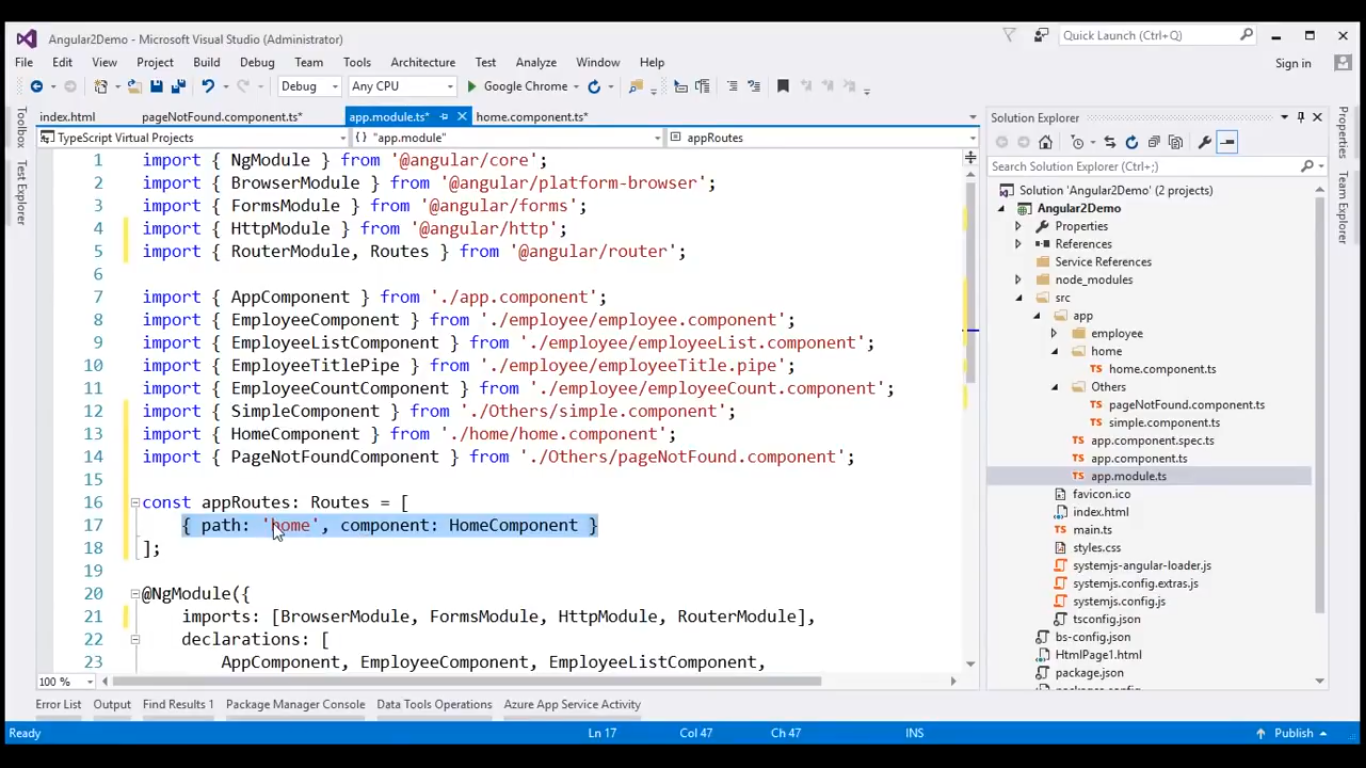 Angular2Demo - Microsoft Visual Studio (Administrator)
Quick Launch (Ctrl+Q)
File Edit View Project Build Debug Team Tools Architecture Test Analyze Window Help
Sign in
Debug Any CPU Google Chrome
Toolbox
Test Explorer
index.html pageNotFound.component.ts* app.module.ts* home.component.ts*
TypeScript Virtual Projects {} "app.module" appRoutes
1 import { NgModule } from '@angular/core';
2 import { BrowserModule } from '@angular/platform-browser';
3 import { FormsModule } from '@angular/forms';
4 import { HttpModule } from '@angular/http';
5 import { RouterModule, Routes } from '@angular/router';
6
7 import { AppComponent } from './app.component';
8 import { EmployeeComponent } from './employee/employee.component';
9 import { EmployeeListComponent } from './employee/employeeList.component';
10 import { EmployeeTitlePipe } from './employee/employeeTitle.pipe';
11 import { EmployeeCountComponent } from './employee/employeeCount.component';
12 import { SimpleComponent } from './Others/simple.component';
13 import { HomeComponent } from './home/home.component';
14 import { PageNotFoundComponent } from './Others/pageNotFound.component';
15
16 const appRoutes: Routes = [
17 { path: 'home', component: HomeComponent }
18 ];
19
20 @NgModule({
21 imports: [BrowserModule, FormsModule, HttpModule, RouterModule],
22 declarations: [
23 AppComponent, EmployeeComponent, EmployeeListComponent,
100 %
Solution Explorer
Search Solution Explorer (Ctrl+;)
Solution 'Angular2Demo' (2 projects)
Angular2Demo
Properties
References
Service References
node_modules
src
app
employee
home
TS home.component.ts
Others
TS pageNotFound.component.ts
TS simple.component.ts
TS app.component.spec.ts
TS app.component.ts
TS app.module.ts
favicon.ico
index.html
TS main.ts
styles.css
systemjs-angular-loader.js
systemjs.config.extras.js
systemjs.config.js
tsconfig.json
bs-config.json
HtmlPage1.html
package.json
Properties
Team Explorer
Error List Output Find Results 1 Package Manager Console Data Tools Operations Azure App Service Activity
Ready Ln 17 Col 47 Ch 47 INS Publish